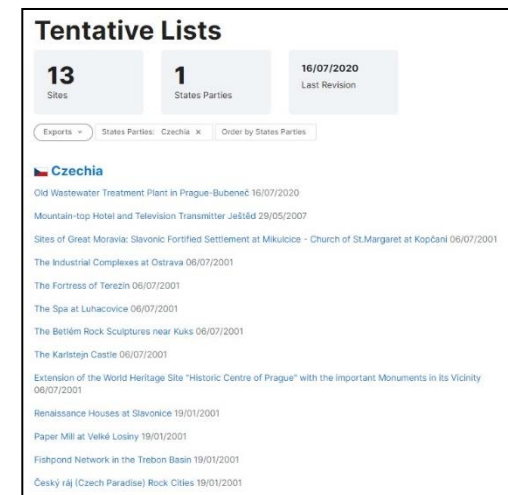 Tentative Lists
13
Sites
1
States Parties
16/07/2020
Last Revision
Exports
States Parties: Czechia x
Order by States Parties
Czechia
Old Wastewater Treatment Plant in Prague-Bubeneč 16/07/2020
Mountain-top Hotel and Television Transmitter Ještěd 29/05/2007
Sites of Great Moravia: Slavonic Fortified Settlement at Mikulcice - Church of St.Margaret at Kopčani 06/07/2001
The Industrial Complexes at Ostrava 06/07/2001
The Fortress of Terezín 06/07/2001
The Spa at Luhacovice 06/07/2001
The Betlém Rock Sculptures near Kuks 06/07/2001
The Karlstejn Castle 06/07/2001
Extension of the World Heritage Site "Historic Centre of Prague" with the important Monuments in its Vicinity
06/07/2001
Renaissance Houses at Slavonice 19/01/2001
Paper Mill at Velké Losiny 19/01/2001
Fishpond Network in the Trebon Basin 19/01/2001
Český ráj (Czech Paradise) Rock Cities 19/01/2001